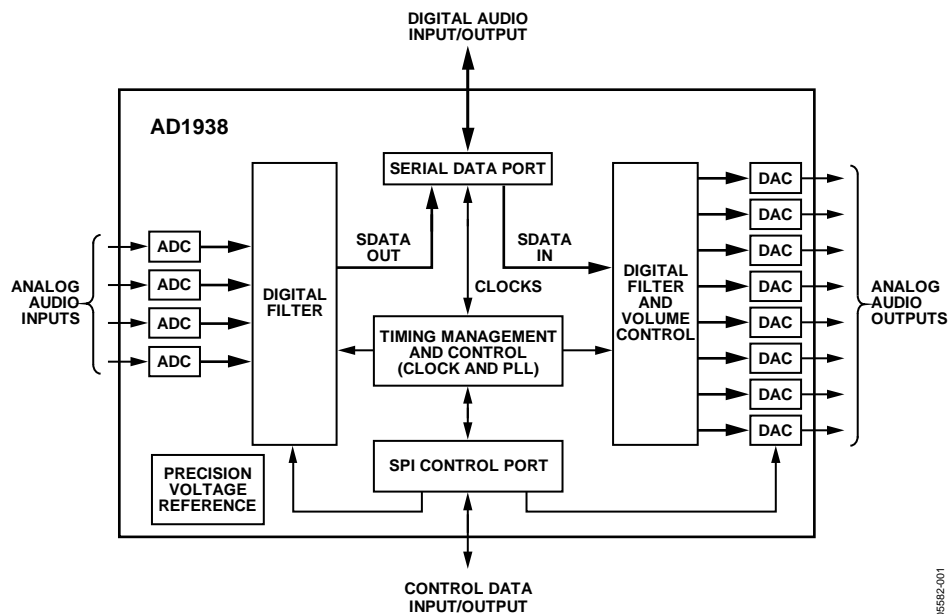 DIGITAL AUDIO
INPUT/OUTPUT
AD1938
SERIAL DATA PORT
SDATA
OUT
SDATA
IN
CLOCKS
ANALOG
AUDIO
INPUTS
ADC
ADC
ADC
ADC
DIGITAL
FILTER
TIMING MANAGEMENT
AND CONTROL
(CLOCK AND PLL)
DIGITAL
FILTER
AND
VOLUME
CONTROL
DAC
DAC
DAC
DAC
DAC
DAC
DAC
DAC
ANALOG
AUDIO
OUTPUTS
PRECISION
VOLTAGE
REFERENCE
SPI CONTROL PORT
CONTROL DATA
INPUT/OUTPUT